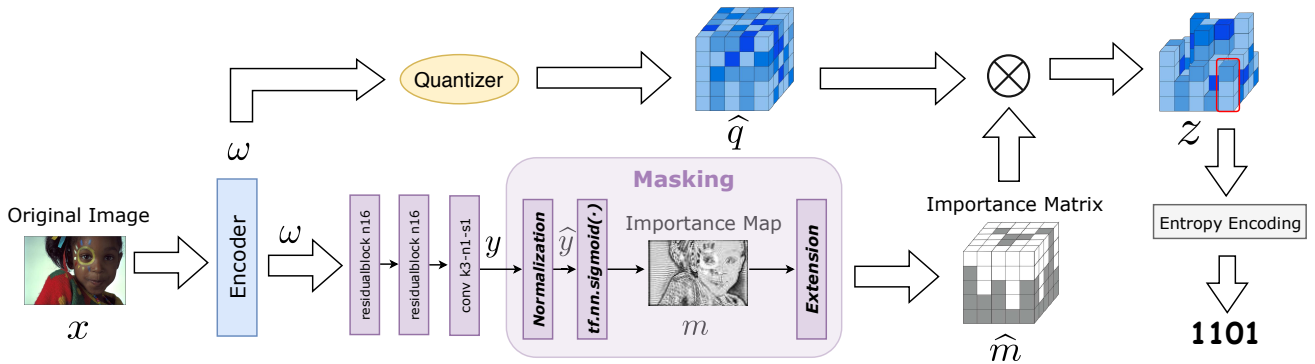 Quantizer
q̂
z
ω
Original Image
x
Encoder
ω
residualblock n16
residualblock n16
conv k3-n1-s1
y
Masking
Normalization
ŷ
tf.nn.sigmoid(·)
Importance Map
m
Extension
Importance Matrix
m̂
Entropy Encoding
1101